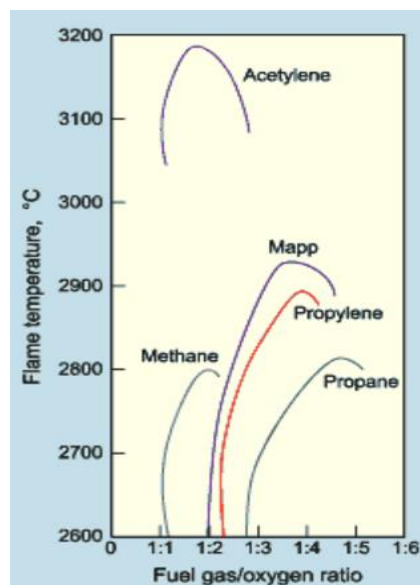 3200
Acetylene
3100
3000
Flame temperature, °C
Mapp
2900
Propylene
Methane
2800
Propane
2700
2600
0 1:1 1:2 1:3 1:4 1:5 1:6
Fuel gas/oxygen ratio